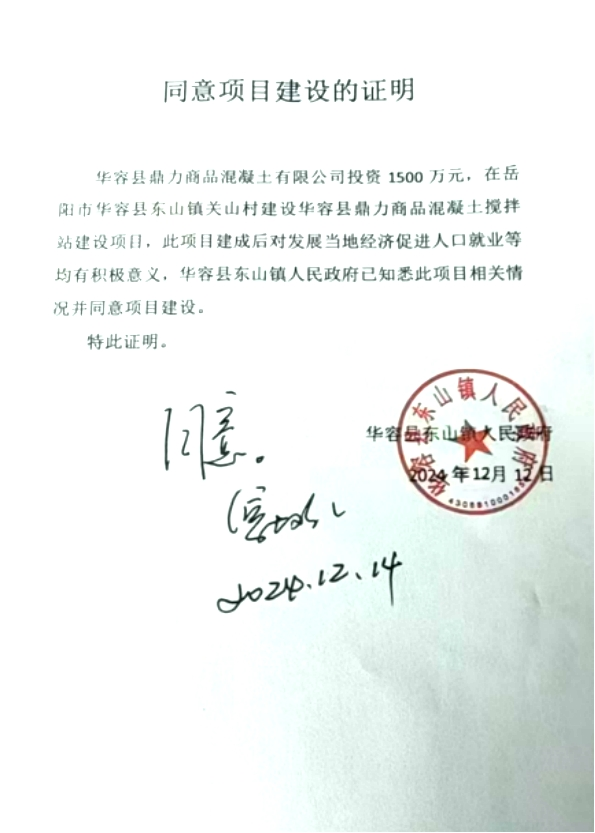 同意项目建设的证明
华容县鼎力商品混凝土有限公司投资 1500 万元，在岳
阳市华容县东山镇关山村建设华容县鼎力商品混凝土搅拌
站建设项目，此项目建成后对发展当地经济促进人口就业等
均有积极意义，华容县东山镇人民政府已知悉此项目相关情
况并同意项目建设。
特此证明。
同意。
华容县东山镇人民政府
2024 年 12 月 12 日
华容县东山镇人民政府
2024.12.14